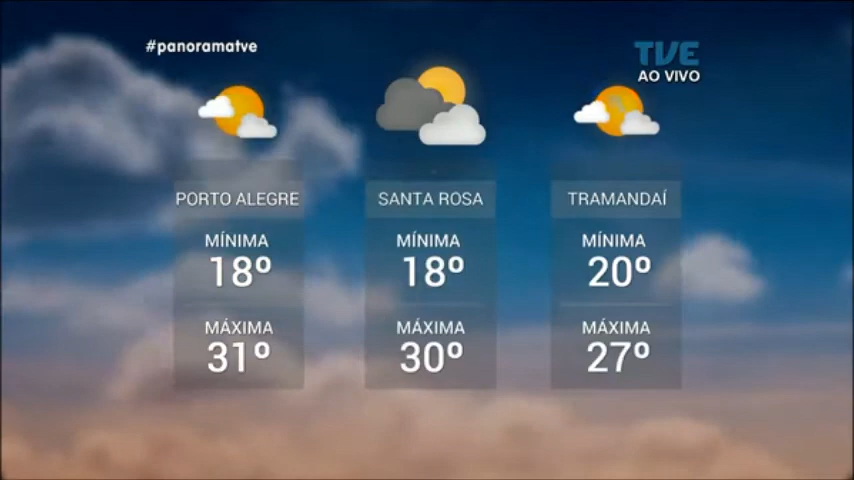 #panoramatve
TVE
AO VIVO
PORTO ALEGRE
MÍNIMA
18º
MÁXIMA
31º
SANTA ROSA
MÍNIMA
18º
MÁXIMA
30º
TRAMANDAÍ
MÍNIMA
20º
MÁXIMA
27º